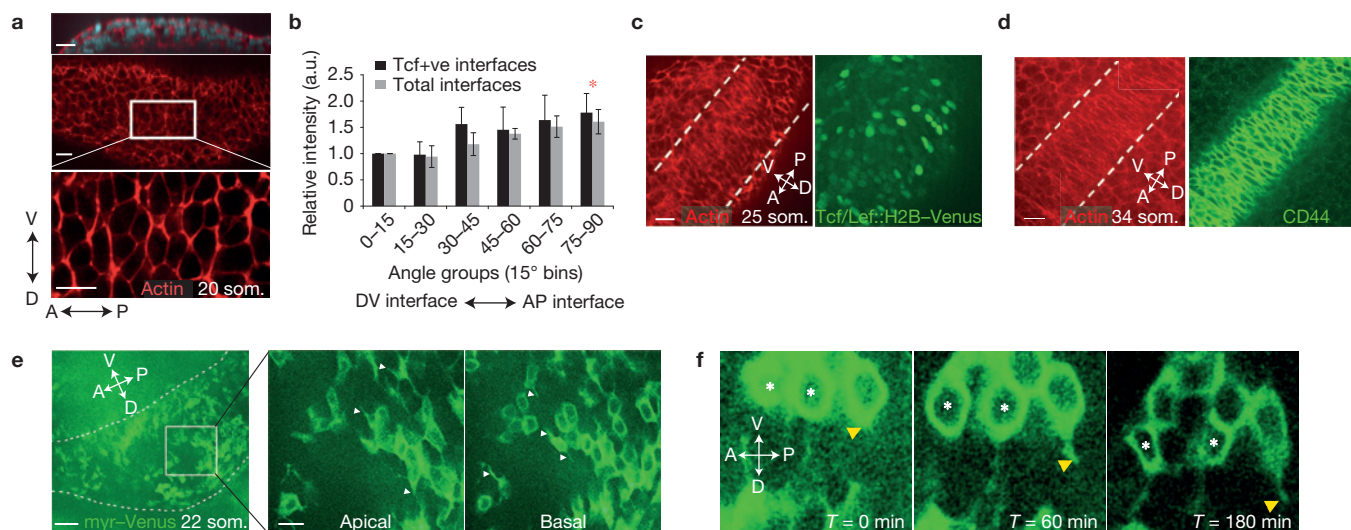 a
Actin 20 som.
V
D
A P
b
Relative intensity (a.u.)
2.5
2.0
1.5
1.0
0.5
0
Tcf+ve interfaces
Total interfaces
*
0–15
15–30
30–45
45–60
60–75
75–90
Angle groups (15° bins)
DV interface AP interface
c
V P
A D
Actin 25 som.
Tcf/Lef::H2B–Venus
d
V P
A D
Actin 34 som.
CD44
e
V
A P
D
myr–Venus 22 som.
Apical
Basal
f
* *
V
A P
D
T = 0 min
* *
T = 60 min
* *
T = 180 min